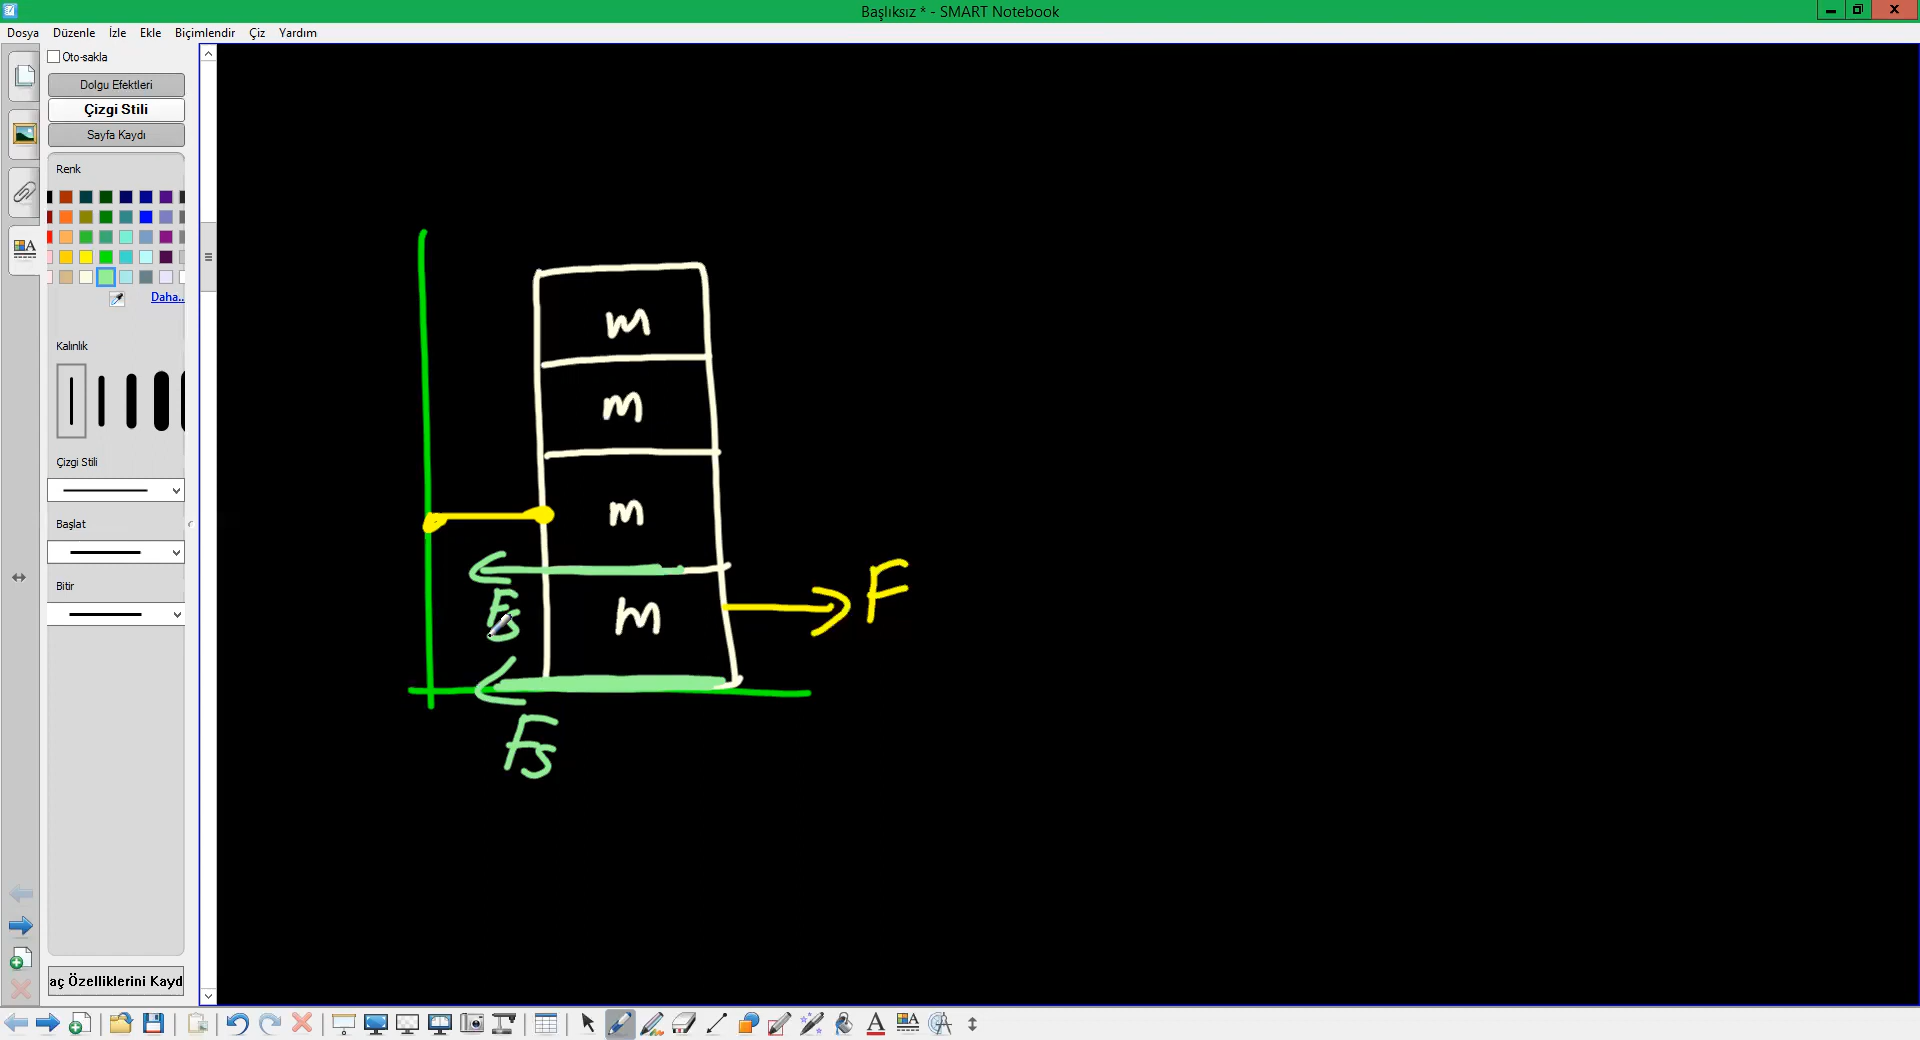 Başlıksız * - SMART Notebook
Dosya Düzenle İzle Ekle Biçimlendir Çiz Yardım
Oto-sakla
Dolgu Efektleri
Çizgi Stili
Sayfa Kaydı
Renk
Daha..
Kalınlık
Çizgi Stili
Başlat
Bitir
aç Özelliklerini Kayd
m
m
m
m
F
Fs
Fs